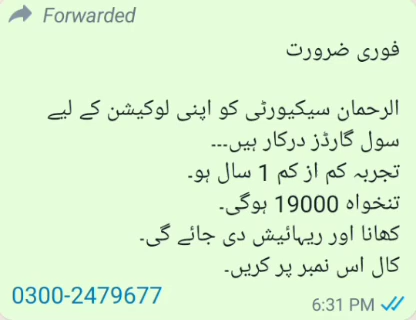 Forwarded
فوری ضرورت
الرحمان سیکیورٹی کو اپنی لوکیشن کے لیے
سول گارڈز درکار ہیں۔۔۔
تجربہ کم از کم 1 سال ہو۔
تنخواہ 19000 ہوگی۔
کھانا اور ریہائیش دی جائے گی۔
کال اس نمبر پر کریں۔
0300-2479677
6:31 PM